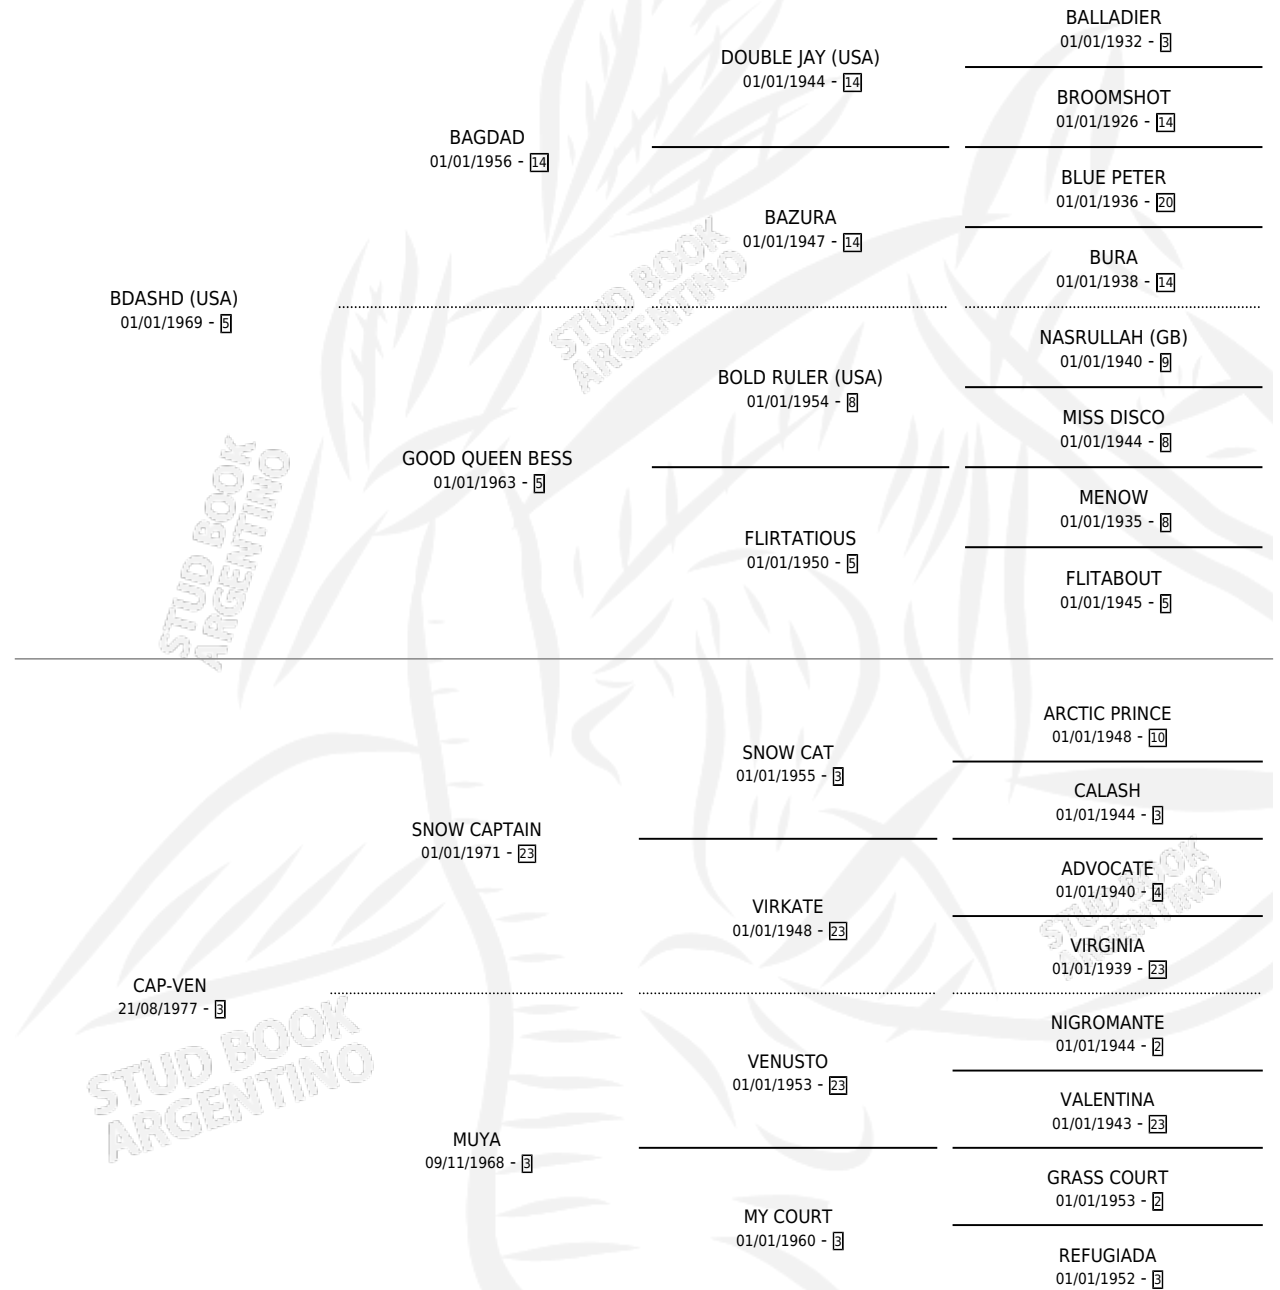 BALLADIER
01/01/1932 - 3
DOUBLE JAY (USA)
01/01/1944 - 14
BROOMSHOT
01/01/1926 - 14
BAGDAD
01/01/1956 - 14
BLUE PETER
01/01/1936 - 20
BAZURA
01/01/1947 - 14
BURA
01/01/1938 - 14
BDASHD (USA)
01/01/1969 - 5
STUD BOOK
ARGENTINO
NASRULLAH (GB)
01/01/1940 - 9
BOLD RULER (USA)
01/01/1954 - 8
MISS DISCO
01/01/1944 - 8
GOOD QUEEN BESS
01/01/1963 - 5
MENOW
01/01/1935 - 8
FLIRTATIOUS
01/01/1950 - 5
FLITABOUT
01/01/1945 - 5
STUD BOOK
ARGENTINO
ARCTIC PRINCE
01/01/1948 - 10
SNOW CAT
01/01/1955 - 3
CALASH
01/01/1944 - 3
SNOW CAPTAIN
01/01/1971 - 23
ADVOCATE
01/01/1940 - 4
VIRKATE
01/01/1948 - 23
VIRGINIA
01/01/1939 - 23
STUD BOOK
ARGENTINO
CAP-VEN
21/08/1977 - 3
NIGROMANTE
01/01/1944 - 2
VENUSTO
01/01/1953 - 23
VALENTINA
01/01/1943 - 23
STUD BOOK
ARGENTINO
MUYA
09/11/1968 - 3
GRASS COURT
01/01/1953 - 2
MY COURT
01/01/1960 - 3
REFUGIADA
01/01/1952 - 3